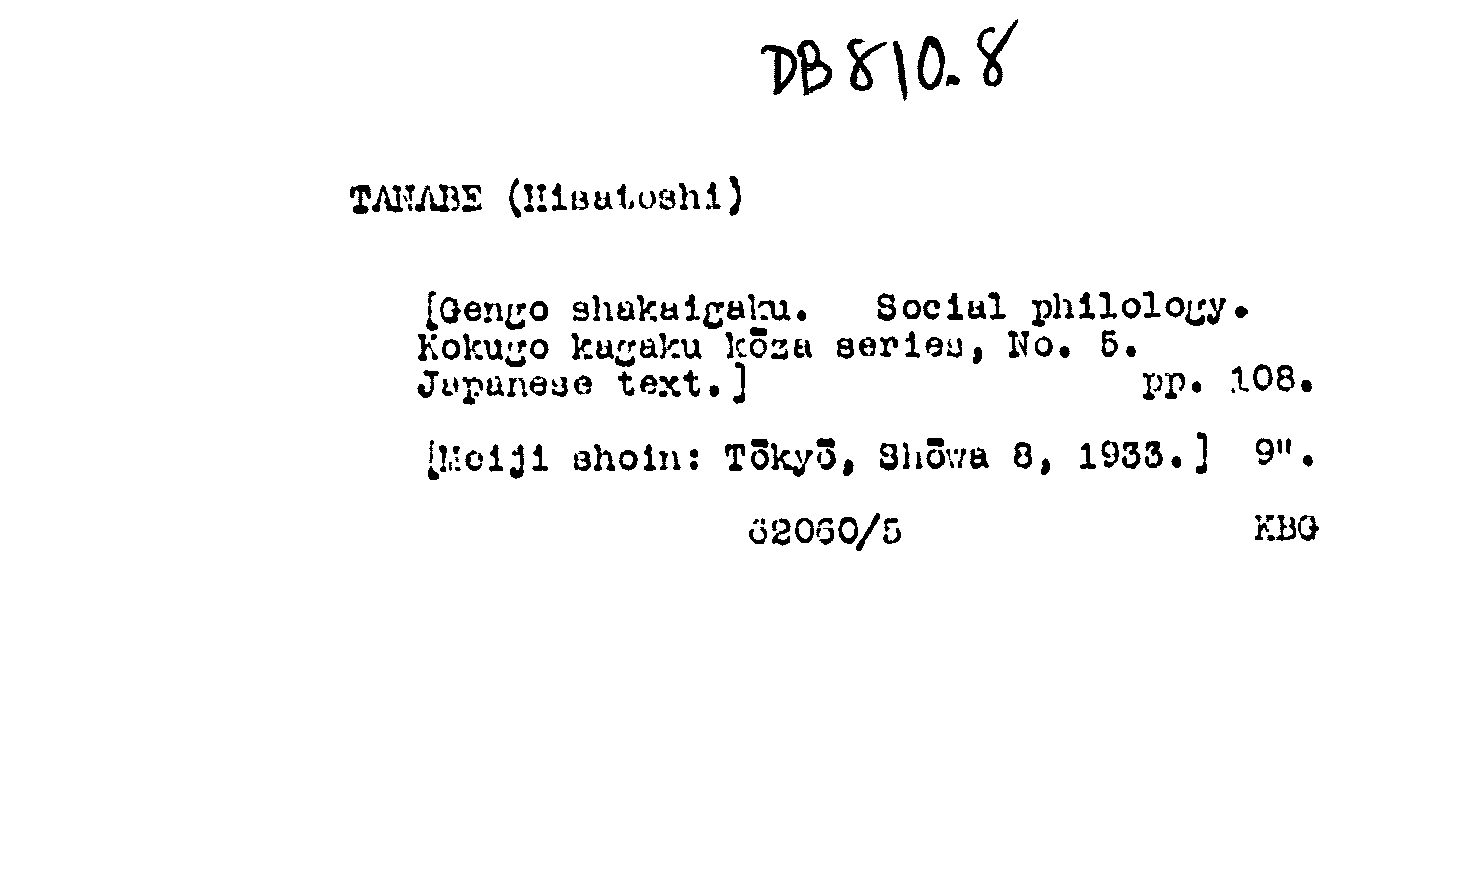 DB 810.8
TANABE (Hisatoshi)
[Gengo shakaigaku. Social philology.
Kokugo kagaku kōza series, No. 5.
Japanese text.] pp. 108.
[Meiji shoin: Tōkyō, Shōwa 8, 1933.] 9".
62060/5 KBG